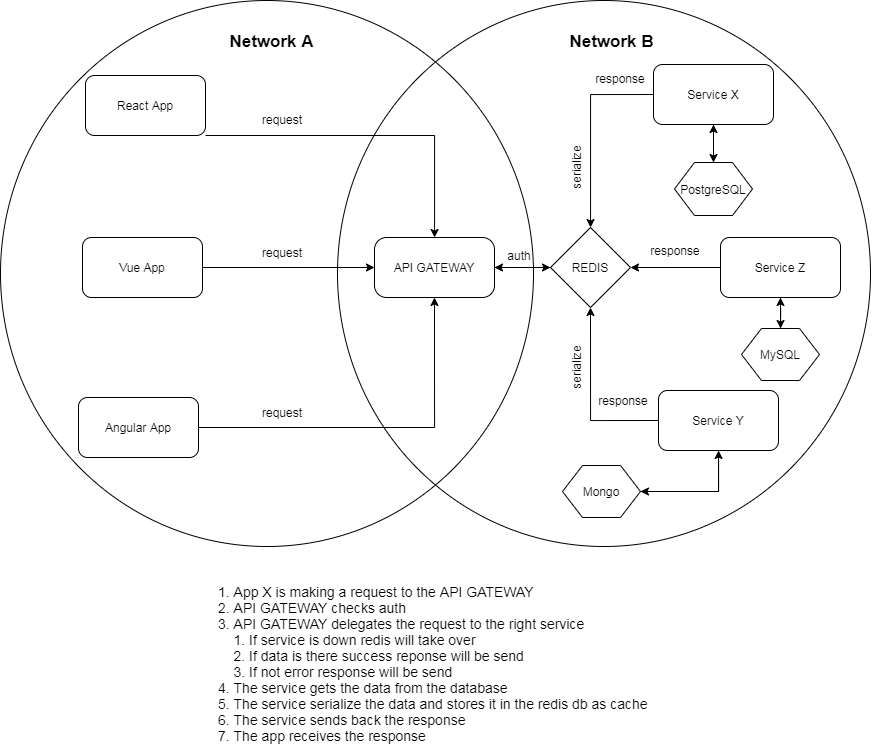 Network A
Network B
React App
request
response
Service X
serialize
PostgreSQL
Vue App
request
API GATEWAY
auth
REDIS
response
Service Z
MySQL
serialize
Angular App
request
response
Service Y
Mongo
1. App X is making a request to the API GATEWAY
2. API GATEWAY checks auth
3. API GATEWAY delegates the request to the right service
1. If service is down redis will take over
2. If data is there success reponse will be send
3. If not error response will be send
4. The service gets the data from the database
5. The service serialize the data and stores it in the redis db as cache
6. The service sends back the response
7. The app receives the response